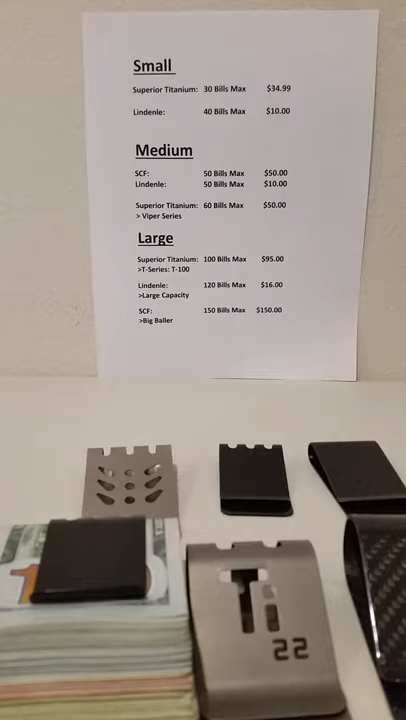 Small
Superior Titanium: 30 Bills Max $34.99
Lindenle: 40 Bills Max $10.00
Medium
SCF: 50 Bills Max $50.00
Lindenle: 50 Bills Max $10.00
Superior Titanium: 60 Bills Max $50.00
> Viper Series
Large
Superior Titanium: 100 Bills Max $95.00
>T-Series: T-100
Lindenle: 120 Bills Max $16.00
>Large Capacity
SCF: 150 Bills Max $150.00
>Big Baller
Ti
22